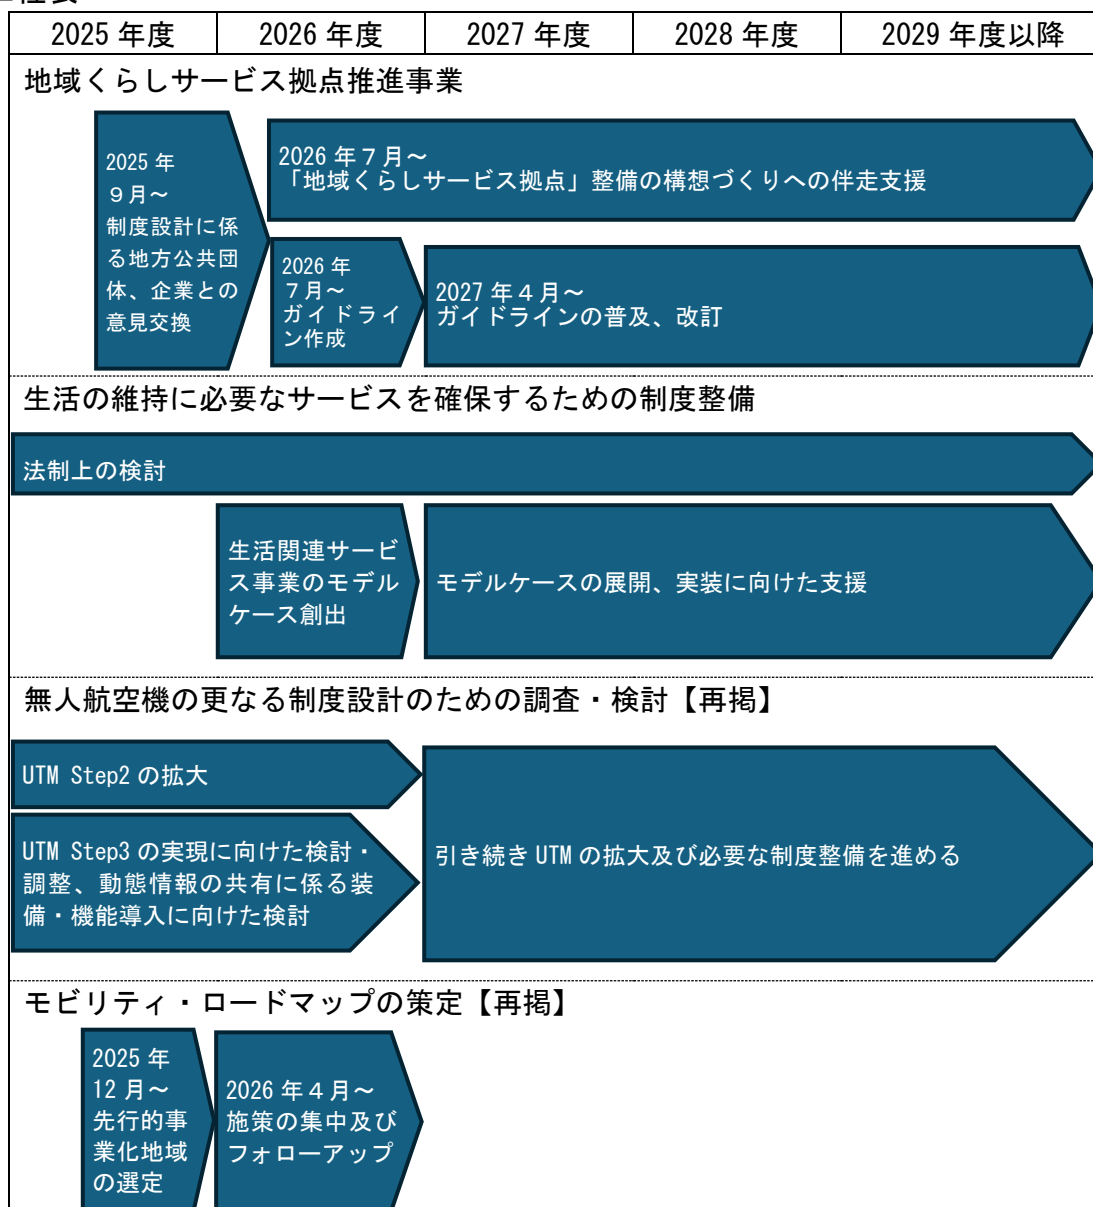 2025 年度
2026 年度
2027 年度
2028 年度
2029 年度以降
地域くらしサービス拠点推進事業
2025 年
９月～
制度設計に係
る地方公共団
体、企業との
意見交換
2026 年７月～
「地域くらしサービス拠点」整備の構想づくりへの伴走支援
2026 年
７月～
ガイドライ
ン作成
2027 年４月～
ガイドラインの普及、改訂
生活の維持に必要なサービスを確保するための制度整備
法制上の検討
生活関連サービ
ス事業のモデル
ケース創出
モデルケースの展開、実装に向けた支援
無人航空機の更なる制度設計のための調査・検討【再掲】
UTM Step2 の拡大
UTM Step3 の実現に向けた検討・
調整、動態情報の共有に係る装
備・機能導入に向けた検討
引き続き UTM の拡大及び必要な制度整備を進める
モビリティ・ロードマップの策定【再掲】
2025 年
12 月～
先行的事
業化地域
の選定
2026 年４月～
施策の集中及び
フォローアップ